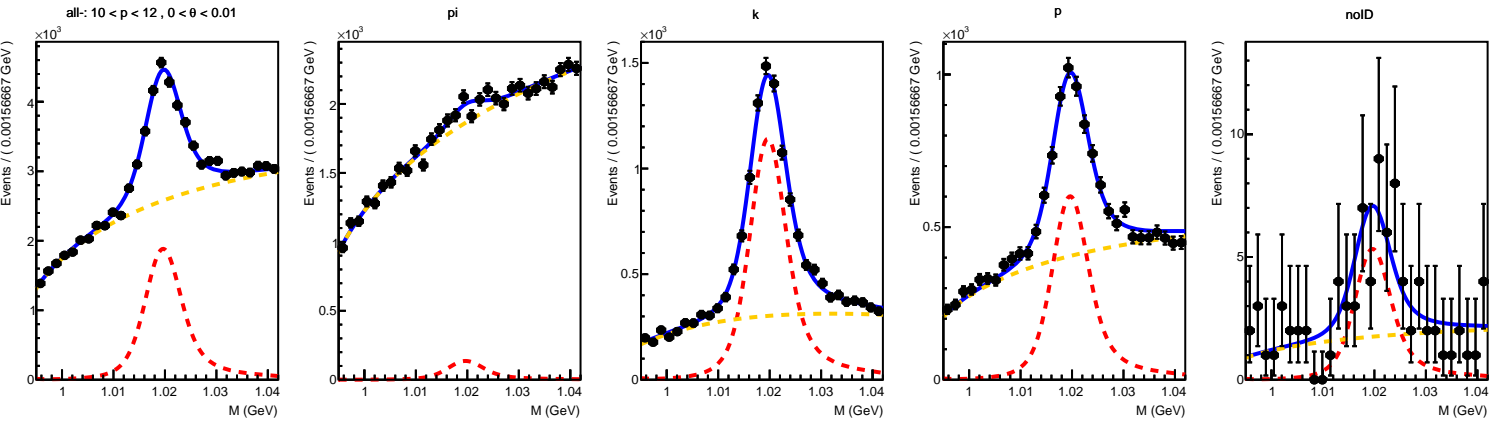 all-: 10 < p < 12 , 0 < θ < 0.01
×10³
Events / ( 0.00156667 GeV )
4
3
2
1
0
1 1.01 1.02 1.03 1.04
M (GeV)
pi
×10³
Events / ( 0.00156667 GeV )
2
1.5
1
0.5
0
1 1.01 1.02 1.03 1.04
M (GeV)
k
×10³
Events / ( 0.00156667 GeV )
1.5
1
0.5
0
1 1.01 1.02 1.03 1.04
M (GeV)
p
×10³
Events / ( 0.00156667 GeV )
1
0.5
0
1 1.01 1.02 1.03 1.04
M (GeV)
noID
Events / ( 0.00156667 GeV )
10
5
0
1 1.01 1.02 1.03 1.04
M (GeV)